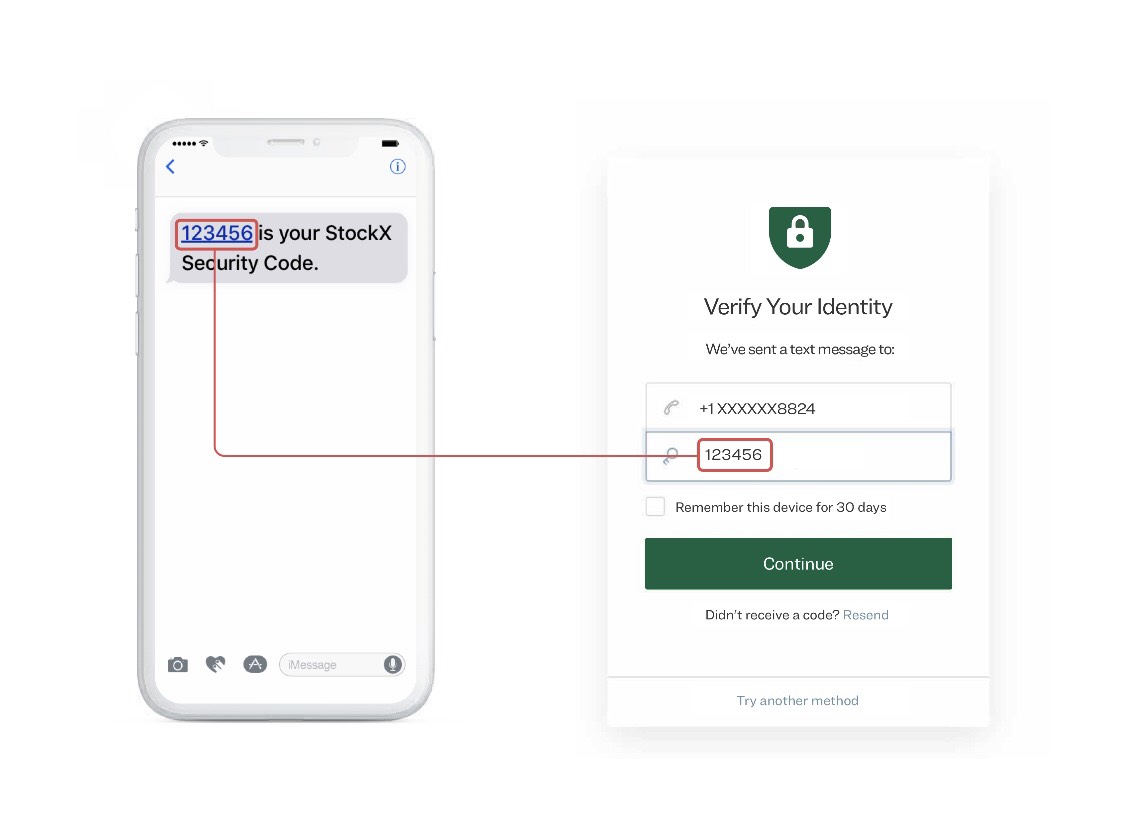 123456 is your StockX
Security Code.
iMessage
Verify Your Identity
We've sent a text message to:
+1 XXXXXX8824
123456
Remember this device for 30 days
Continue
Didn't receive a code? Resend
Try another method